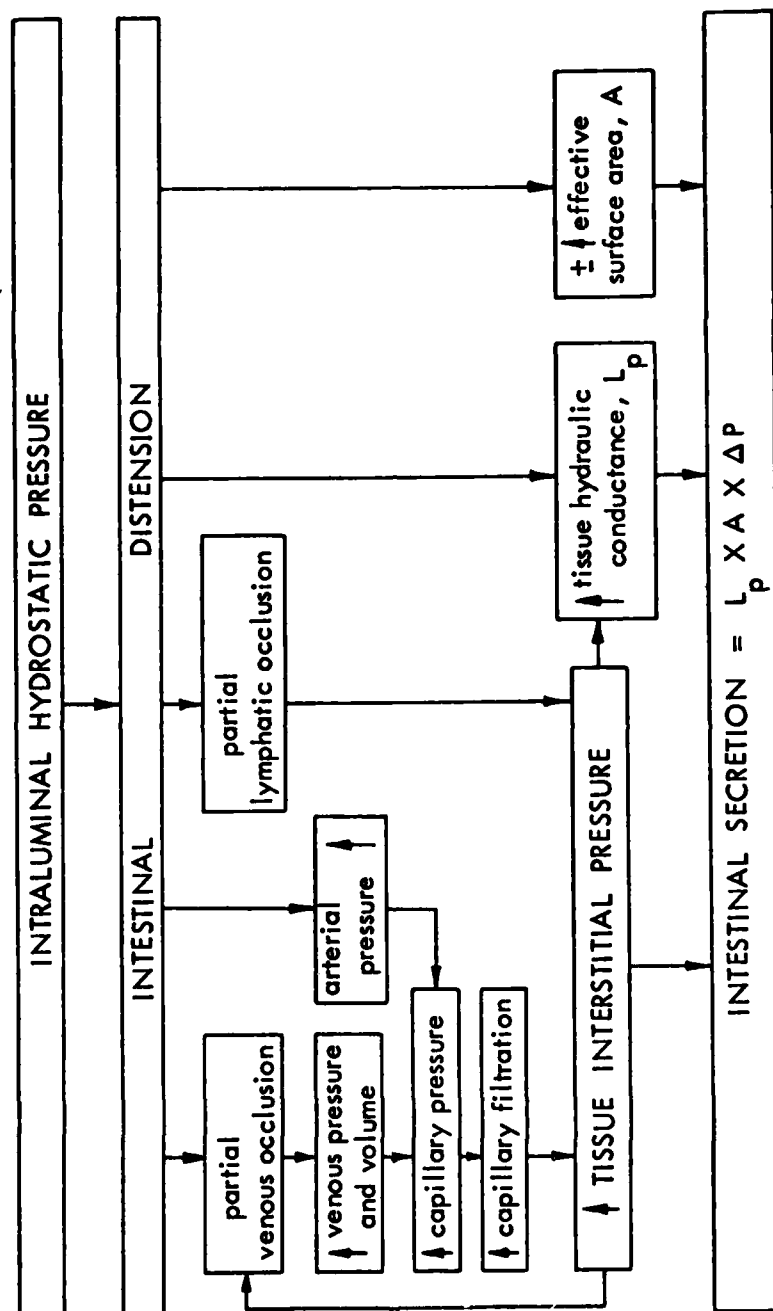 INTRALUMINAL HYDROSTATIC PRESSURE
INTESTINAL DISTENSION
partial
venous occlusion
venous pressure
and volume
capillary pressure
capillary filtration
arterial
pressure
partial
lymphatic occlusion
TISSUE INTERSTITIAL PRESSURE
tissue hydraulic
conductance, Lp
± effective
surface area, A
INTESTINAL SECRETION = Lp X A X ΔP